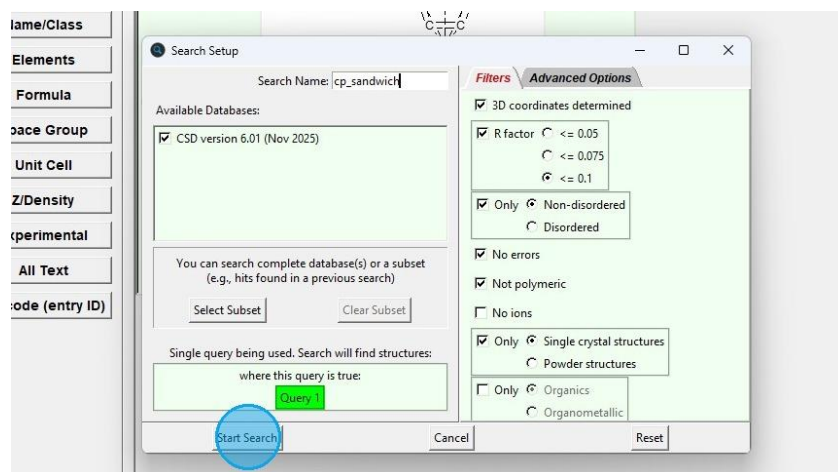 Name/Class
Elements
Formula
Space Group
Unit Cell
Z/Density
Experimental
All Text
code (entry ID)
C
C
Search Setup
Search Name: cp_sandwich
Available Databases:
CSD version 6.01 (Nov 2025)
You can search complete database(s) or a subset
(e.g., hits found in a previous search)
Select Subset
Clear Subset
Single query being used. Search will find structures:
where this query is true:
Query 1
Filters
Advanced Options
3D coordinates determined
R factor
<= 0.05
<= 0.075
<= 0.1
Only
Non-disordered
Disordered
No errors
Not polymeric
No ions
Only
Single crystal structures
Powder structures
Only
Organics
Organometallic
Start Search
Cancel
Reset